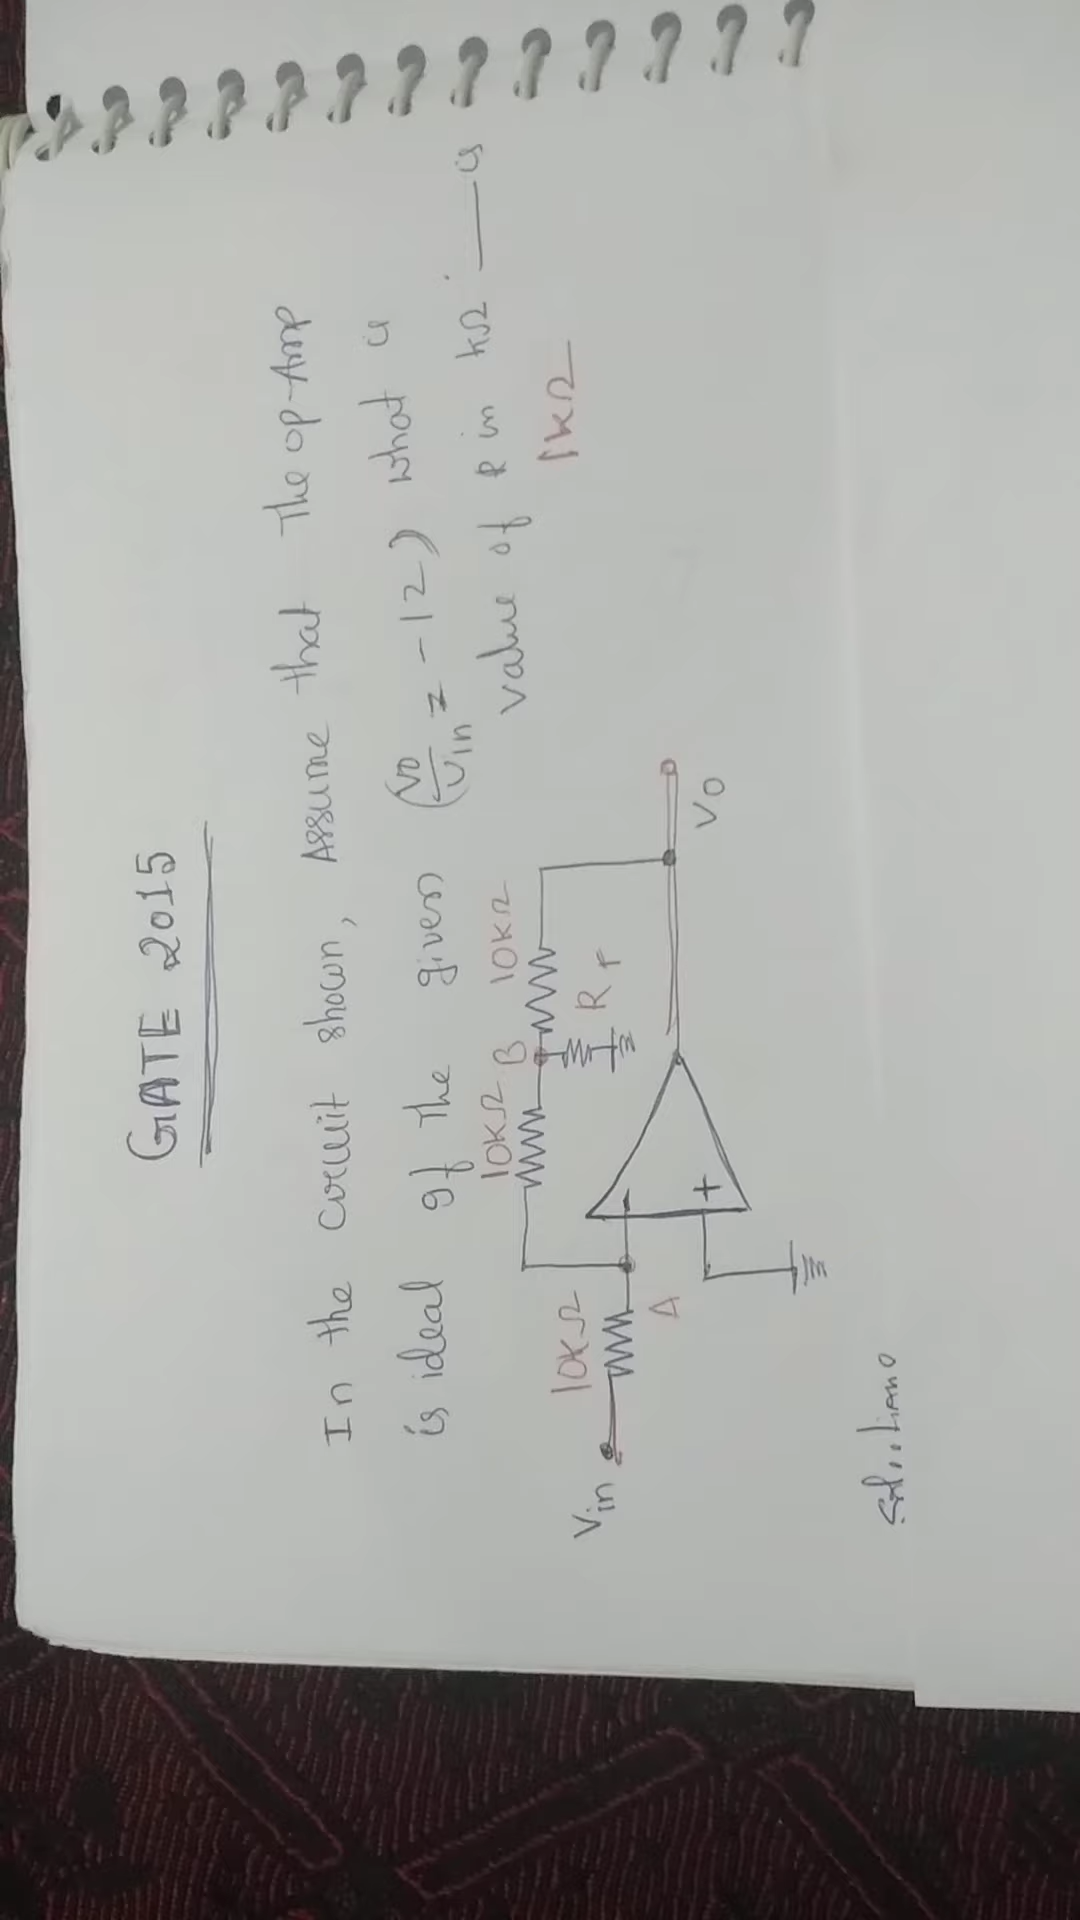 GATE 2015
In the circuit shown, Assume that The op-Amp
is ideal If The given (Vo/Vin = -12) what is
value of R in kΩ ___ is
1KΩ
10KΩ B 10KΩ
R
10KΩ
Vin
A
+
Vo